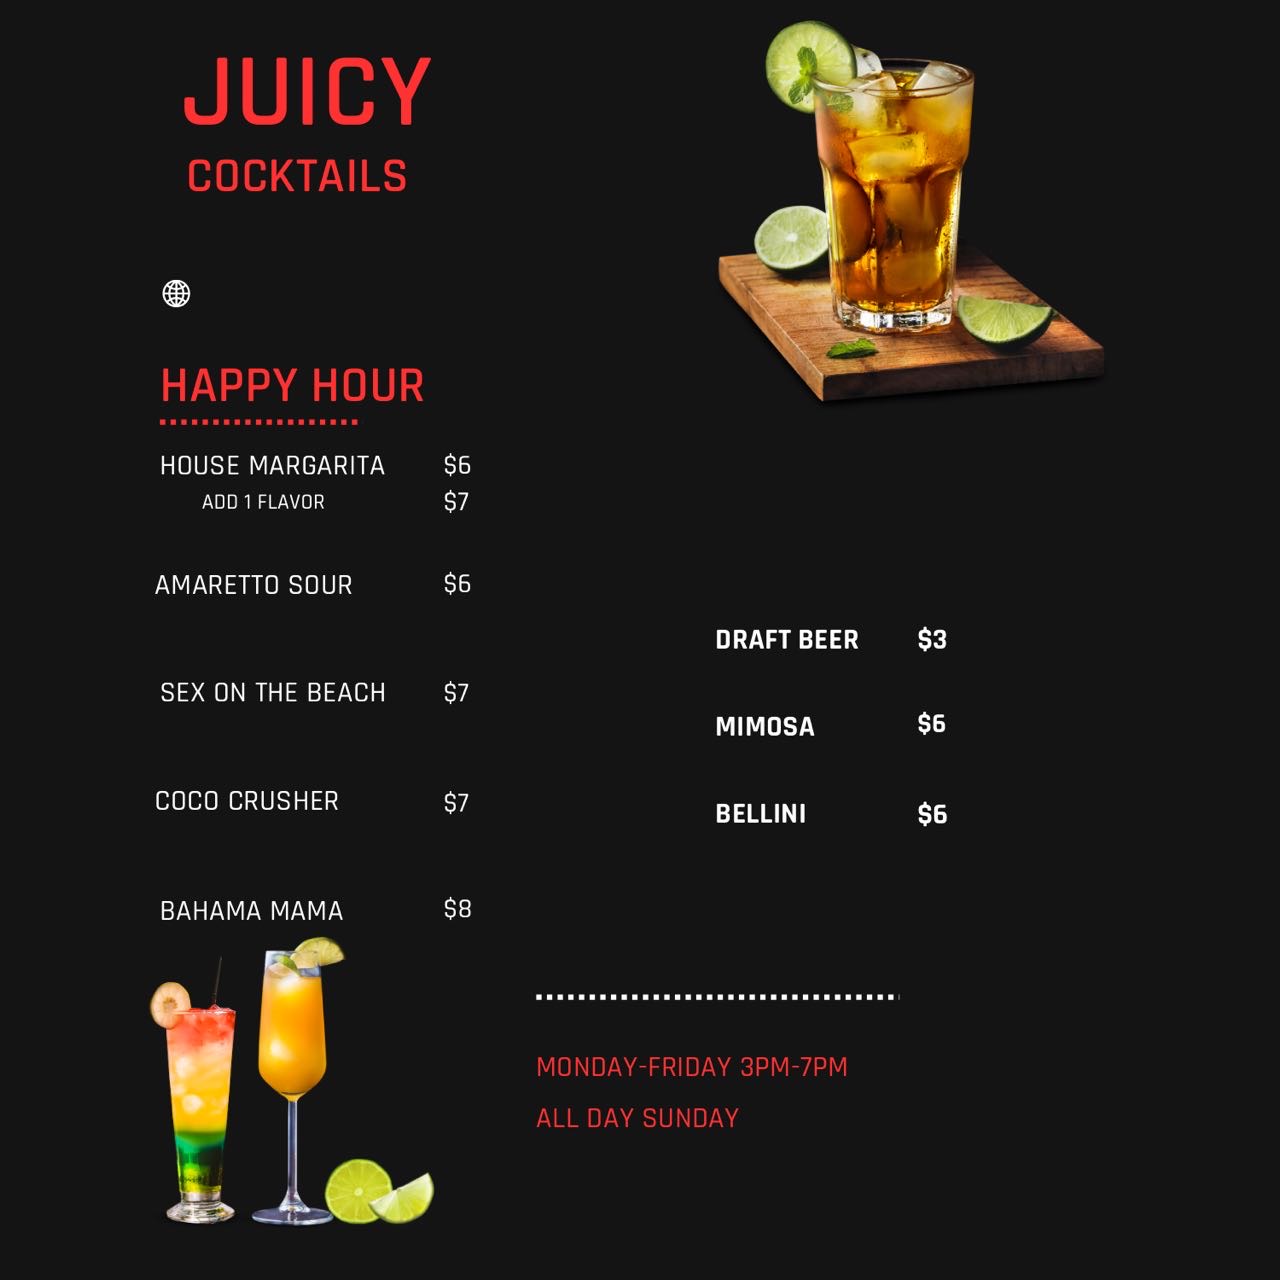 JUICY
COCKTAILS
HAPPY HOUR
HOUSE MARGARITA $6
ADD 1 FLAVOR $7
AMARETTO SOUR $6
SEX ON THE BEACH $7
COCO CRUSHER $7
BAHAMA MAMA $8
DRAFT BEER $3
MIMOSA $6
BELLINI $6
MONDAY-FRIDAY 3PM-7PM
ALL DAY SUNDAY